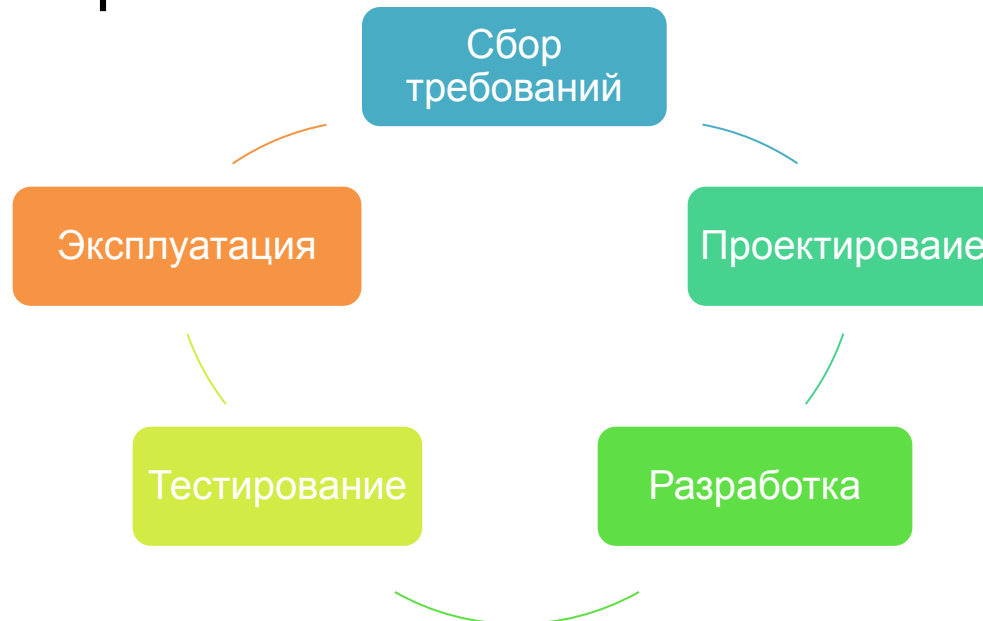 Сбор
требований
Эксплуатация
Проектироваие
Тестирование
Разработка